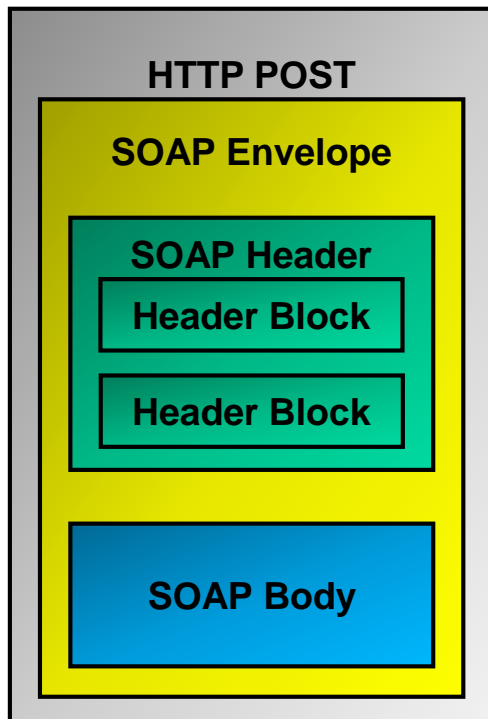 HTTP POST
SOAP Envelope
SOAP Header
Header Block
Header Block
SOAP Body